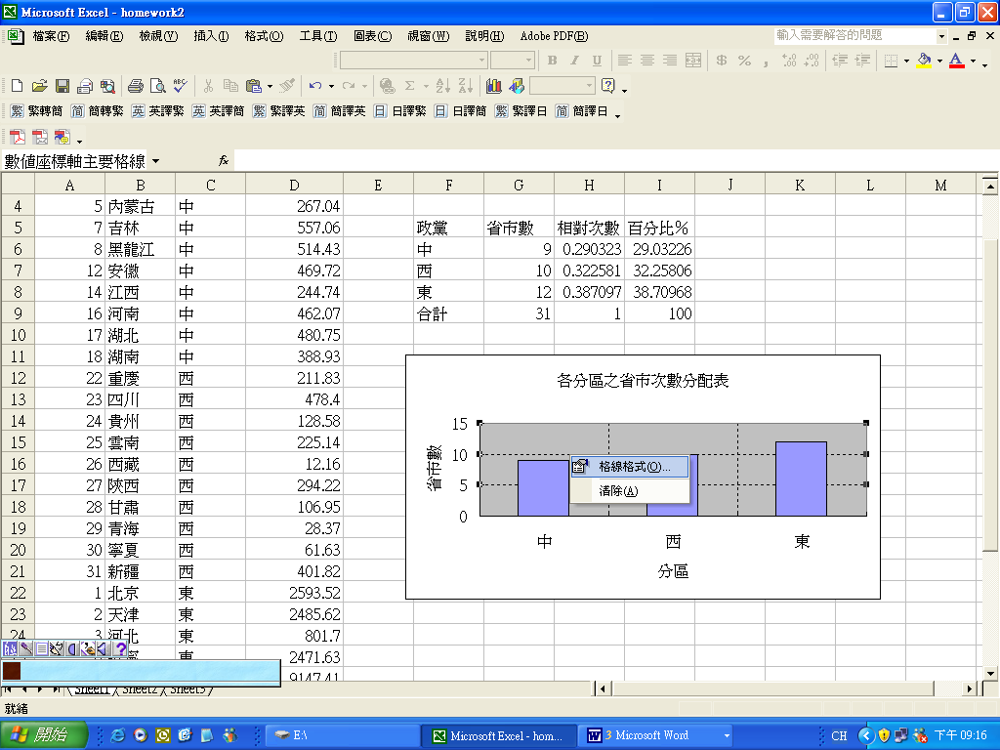 Microsoft Excel - homework2
檔案(F) 編輯(E) 檢視(V) 插入(I) 格式(O) 工具(T) 圖表(C) 視窗(W) 說明(H) Adobe PDF(B) 輸入需要解答的問題
繁轉簡 簡轉繁 英譯繁 英譯簡 繁譯英 簡譯英 日譯繁 日譯簡 繁譯日 簡譯日
數值座標軸主要格線 fx
A B C D E F G H I J K L M
4 5 內蒙古 中 267.04
5 7 吉林 中 557.06 政黨 省市數 相對次數 百分比%
6 8 黑龍江 中 514.43 中 9 0.290323 29.03226
7 12 安徽 中 469.72 西 10 0.322581 32.25806
8 14 江西 中 244.74 東 12 0.387097 38.70968
9 16 河南 中 462.07 合計 31 1 100
10 17 湖北 中 480.75
11 18 湖南 中 388.93
12 22 重慶 西 211.83
13 23 四川 西 478.4
14 24 貴州 西 128.58
15 25 雲南 西 225.14
16 26 西藏 西 12.16
17 27 陝西 西 294.22
18 28 甘肅 西 106.95
19 29 青海 西 28.37
20 30 寧夏 西 61.63
21 31 新疆 西 401.82
22 1 北京 東 2593.52
23 2 天津 東 2485.62
24 3 河北 東 801.7
東 2471.63
9147.41
各分區之省市次數分配表
省市數
15
10
5
0
格線格式(O)...
清除(A)
中 西 東
分區
Sheet1 Sheet2 Sheet3
就緒
開始 E:\ Microsoft Excel - hom... 3 Microsoft Word CH 下午 09:16